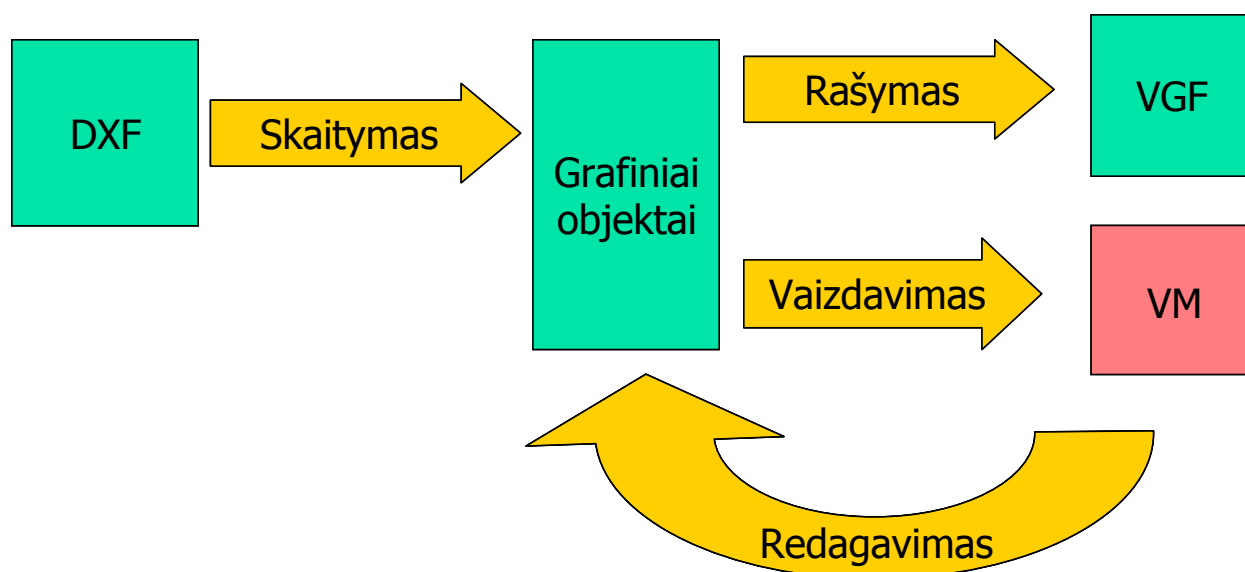 DXF
Skaitymas
Grafiniai
objektai
Rašymas
VGF
Vaizdavimas
VM
Redagavimas